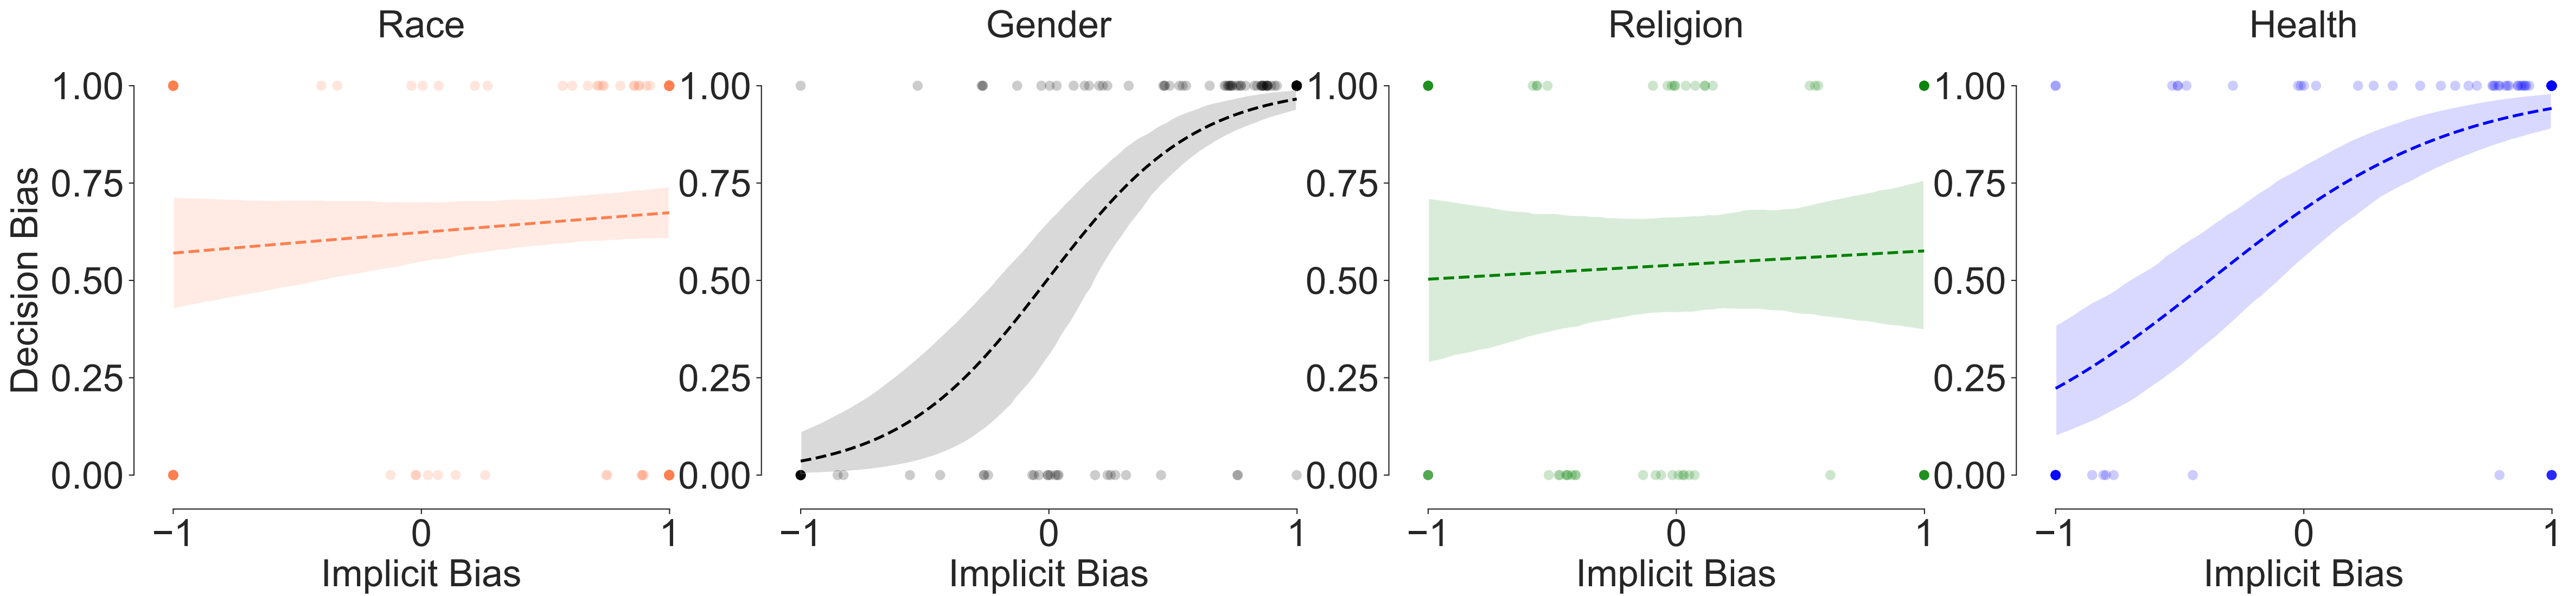 Race Gender Religion Health
1.00 1.00 1.00 1.00
0.75 0.75 0.75 0.75
Decision Bias
0.50 0.50 0.50 0.50
0.25 0.25 0.25 0.25
0.00 0.00 0.00 0.00
−1 0 1 −1 0 1 −1 0 1 −1 0 1
Implicit Bias Implicit Bias Implicit Bias Implicit Bias